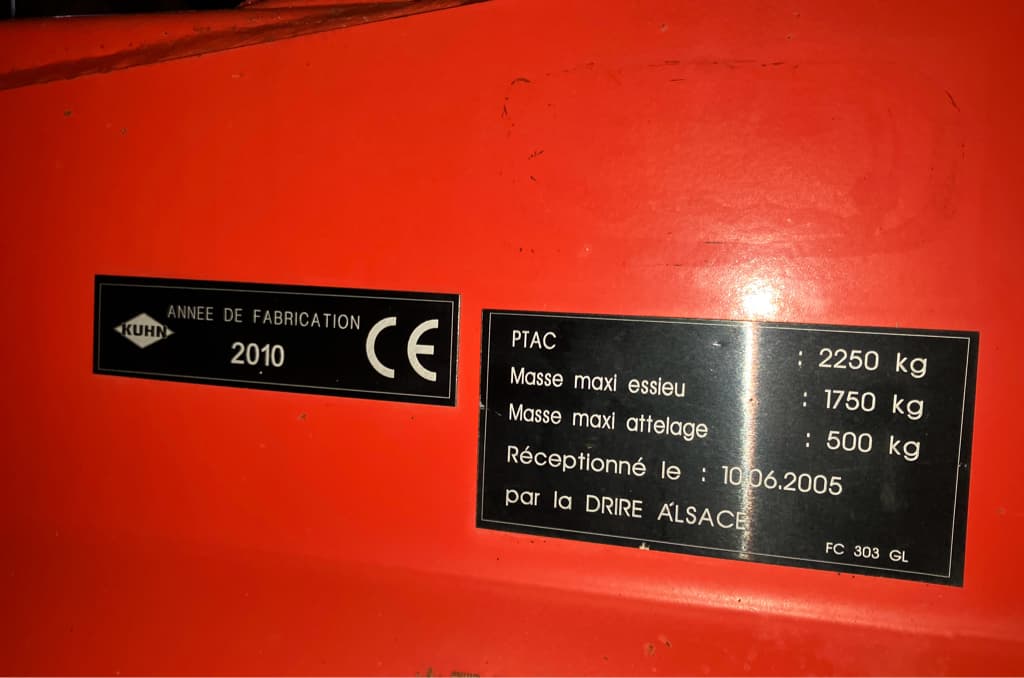 KUHN
ANNEE DE FABRICATION
2010
CE
PTAC : 2250 kg
Masse maxi essieu : 1750 kg
Masse maxi attelage : 500 kg
Réceptionné le : 10.06.2005
par la DRIRE ALSACE
FC 303 GL